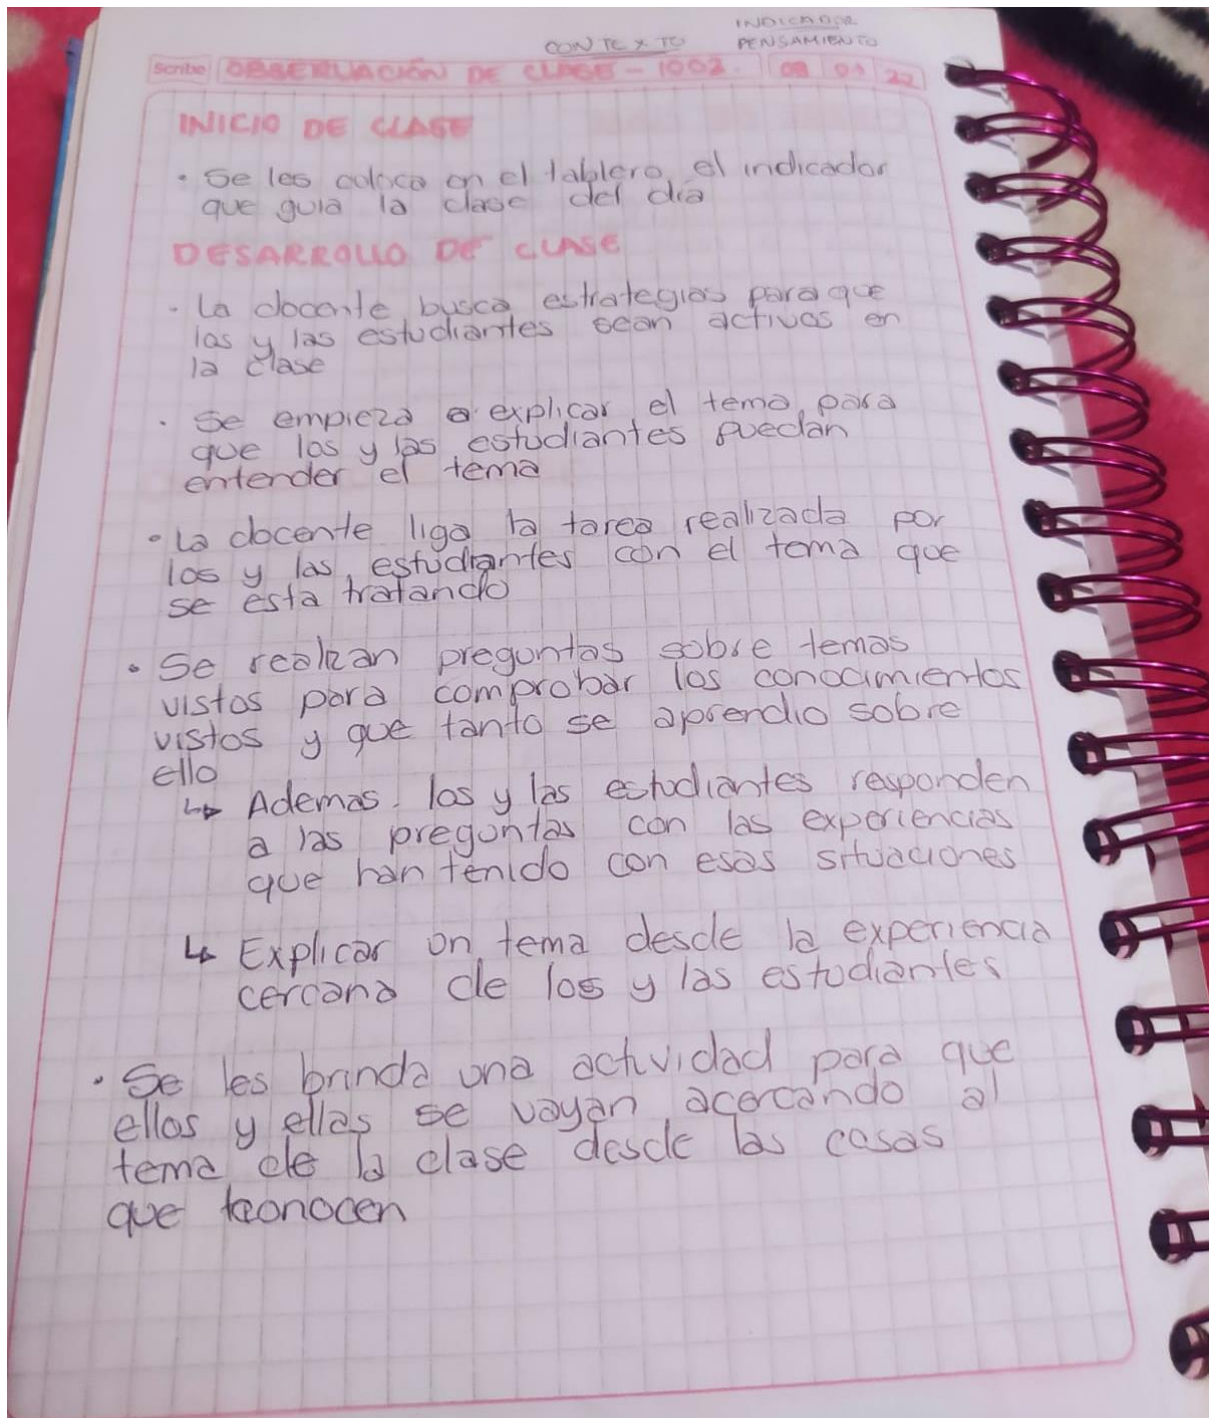 INDICADOR
CONTEXTO PENSAMIENTO
Scribe OBSERVACIÓN DE CLASE - 1002. 22
INICIO DE CLASE
• Se les coloca en el tablero, el indicador
que guia la clase del dia
DESARROLLO DE CLASE
• La docente busca estrategias para que
los y las estudiantes sean activos en
la clase
• Se empieza a explicar el tema para
que los y las estudiantes puedan
entender el tema
• La docente liga la tarea realizada por
los y las estudiantes con el tema que
se esta tratando
• Se realizan preguntas sobre temas
vistos para comprobar los conocimientos
vistos y que tanto se aprendio sobre
ello
↳ Ademas los y las estudiantes responden
a las preguntas con las experiencias
que han tenido con esas situaciones
↳ Explicar un tema desde la experiencia
cercana de los y las estudiantes
• Se les brinda una actividad para que
ellos y ellas se vayan acercando al
tema de la clase desde las cosas
que conocen